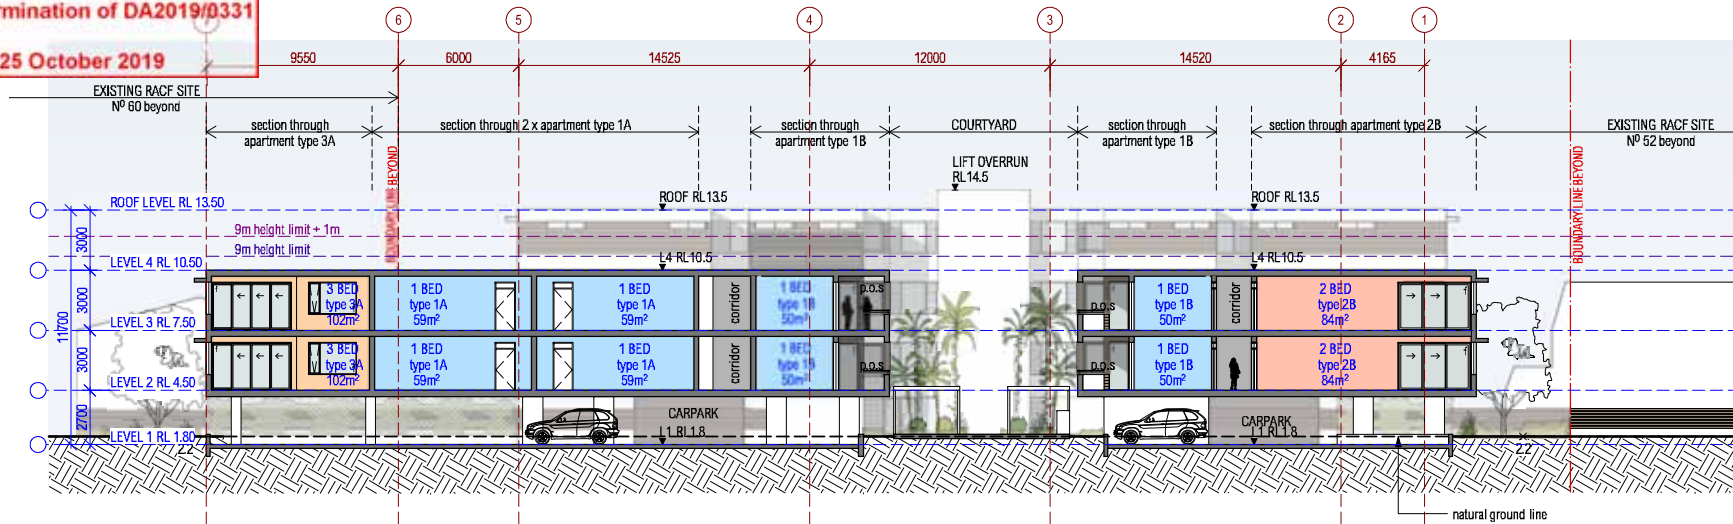 mination of DA2019/0331
25 October 2019
7 6 5 4 3 2 1
9550 6000 14525 12000 14520 4165
EXISTING RACF SITE
Nº 60 beyond
section through
apartment type 3A
section through 2 x apartment type 1A
section through
apartment type 1B
COURTYARD
section through
apartment type 1B
section through apartment type 2B
EXISTING RACF SITE
Nº 52 beyond
BOUNDARY LINE BEYOND
BOUNDARY LINE BEYOND
LIFT OVERRUN
RL14.5
ROOF LEVEL RL 13.50
ROOF RL13.5
ROOF RL13.5
9m height limit + 1m
9m height limit
LEVEL 4 RL 10.50
L4 RL10.5
L4 RL10.5
3000
3000
3000
2700
11700
3 BED
type 3A
102m²
1 BED
type 1A
59m²
1 BED
type 1A
59m²
corridor
1 BED
type 1B
50m²
p.o.s
p.o.s
1 BED
type 1B
50m²
corridor
2 BED
type 2B
84m²
LEVEL 3 RL 7.50
3 BED
type 3A
102m²
1 BED
type 1A
59m²
1 BED
type 1A
59m²
corridor
1 BED
type 1B
50m²
p.o.s
p.o.s
1 BED
type 1B
50m²
2 BED
type 2B
84m²
LEVEL 2 RL 4.50
CARPARK
L1 RL1.8
CARPARK
L1 RL1.8
LEVEL 1 RL 1.80
2.2
2.2
natural ground line